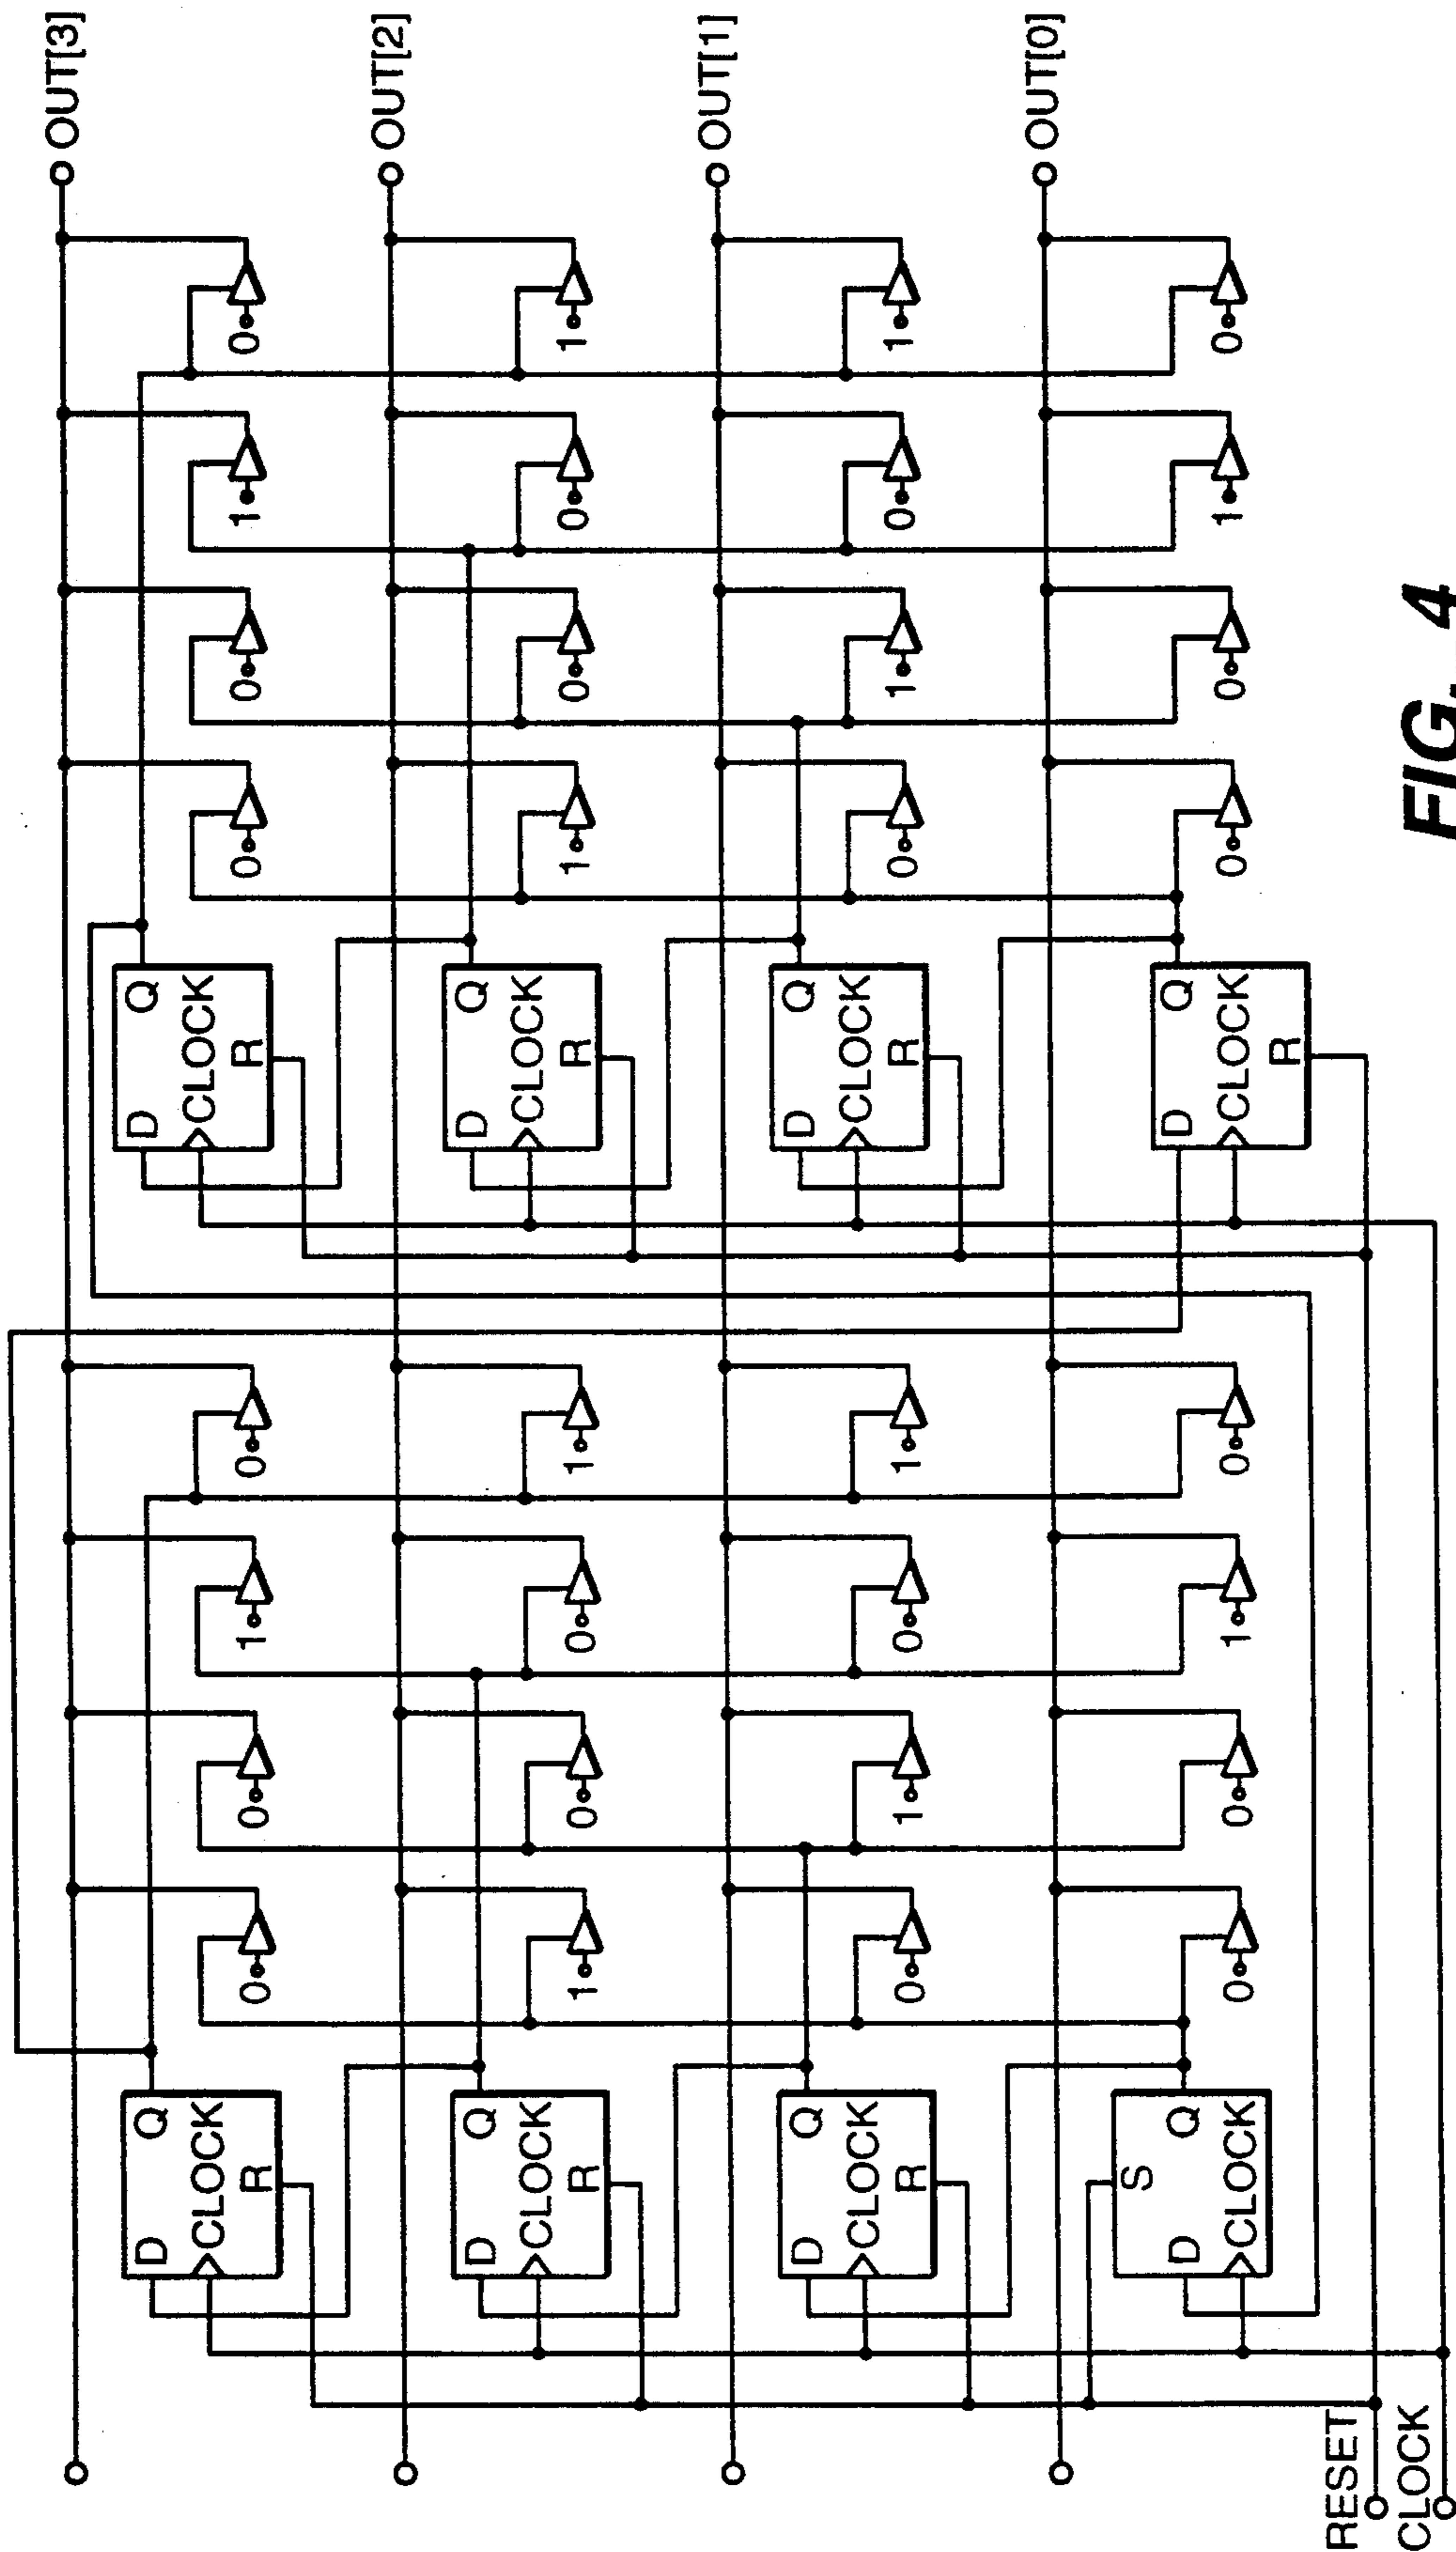 OUT[3]
D Q D Q
CLOCK CLOCK
R 0 0 1 0 R 0 0 1 0
OUT[2]
D Q D Q
CLOCK CLOCK
R 1 0 0 1 R 1 0 0 1
OUT[1]
D Q D Q
CLOCK CLOCK
R 0 1 0 1 R 0 1 0 1
OUT[0]
S
D Q D Q
CLOCK 0 0 1 0 CLOCK 0 0 1 0
R
RESET
CLOCK
FIG._4